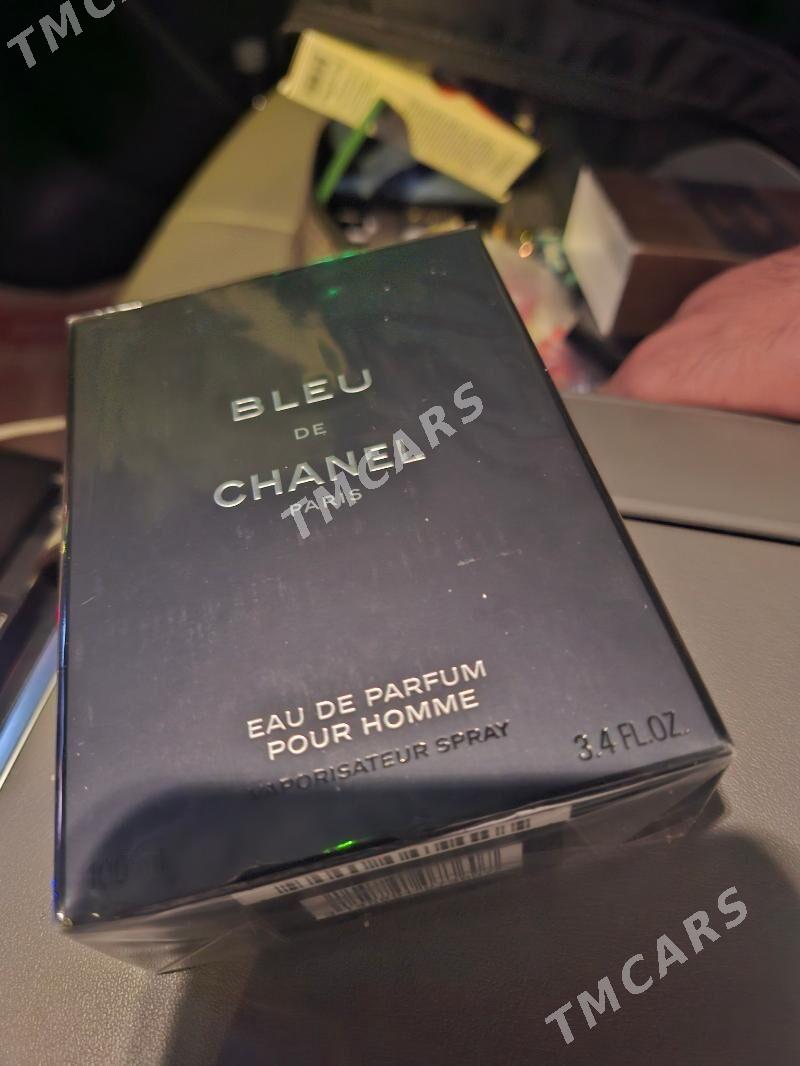 TMCARS
BLEU
DE
CHANEL
PARIS
TMCARS
EAU DE PARFUM
POUR HOMME
VAPORISATEUR SPRAY
3.4 FL.OZ.
TMCARS